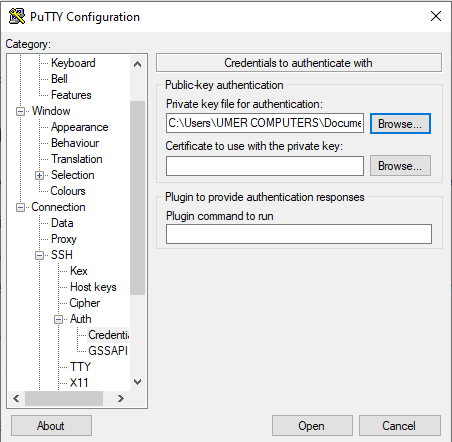 PuTTY Configuration
Category:
Keyboard
Bell
Features
Window
Appearance
Behaviour
Translation
Selection
Colours
Connection
Data
Proxy
SSH
Kex
Host keys
Cipher
Auth
Credentia
GSSAPI
TTY
X11
Credentials to authenticate with
Public-key authentication
Private key file for authentication:
C:\Users\UMER COMPUTERS\Docume
Browse...
Certificate to use with the private key:
Browse...
Plugin to provide authentication responses
Plugin command to run
About
Open
Cancel